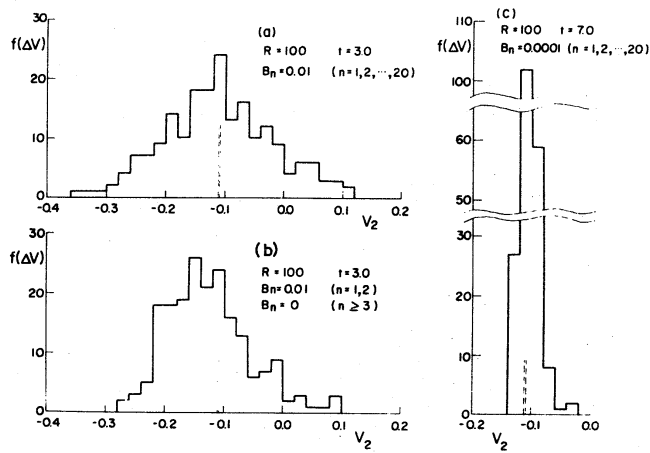 (a)
R = 100 t = 3.0
Bn = 0.01 (n = 1,2, ···, 20)
f(ΔV)
30
20
10
0
-0.4 -0.3 -0.2 -0.1 0.0 0.1 0.2
V2
(b)
R = 100 t = 3.0
Bn = 0.01 (n = 1,2)
Bn = 0 (n ≥ 3)
f(ΔV)
20
10
0
-0.4 -0.3 -0.2 -0.1 0.0 0.1 0.2
V2
(c)
R = 100 t = 7.0
Bn = 0.0001 (n = 1,2, ···, 20)
110
f(ΔV)
100
60
50
30
20
10
0
-0.2 -0.1 0.0
V2